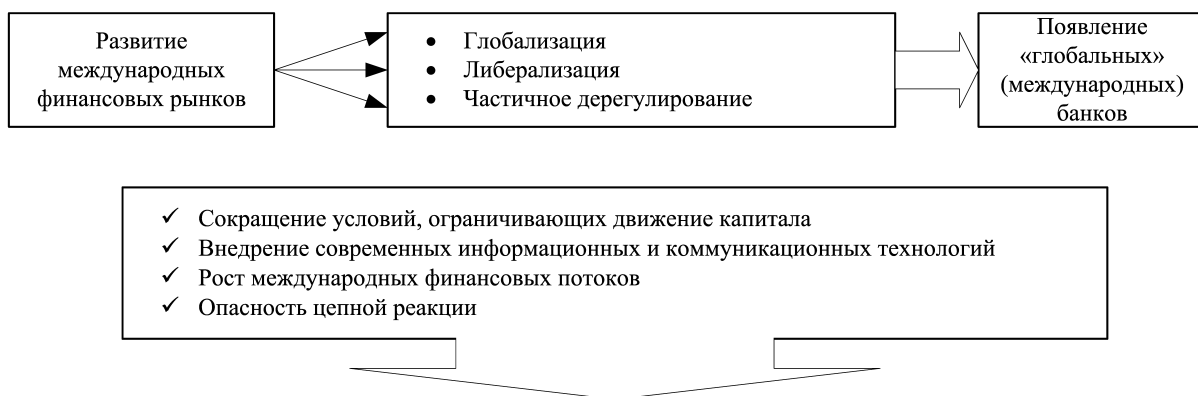 Развитие
международных
финансовых рынков
• Глобализация
• Либерализация
• Частичное дерегулирование
Появление
«глобальных»
(международных)
банков
✓ Сокращение условий, ограничивающих движение капитала
✓ Внедрение современных информационных и коммуникационных технологий
✓ Рост международных финансовых потоков
✓ Опасность цепной реакции